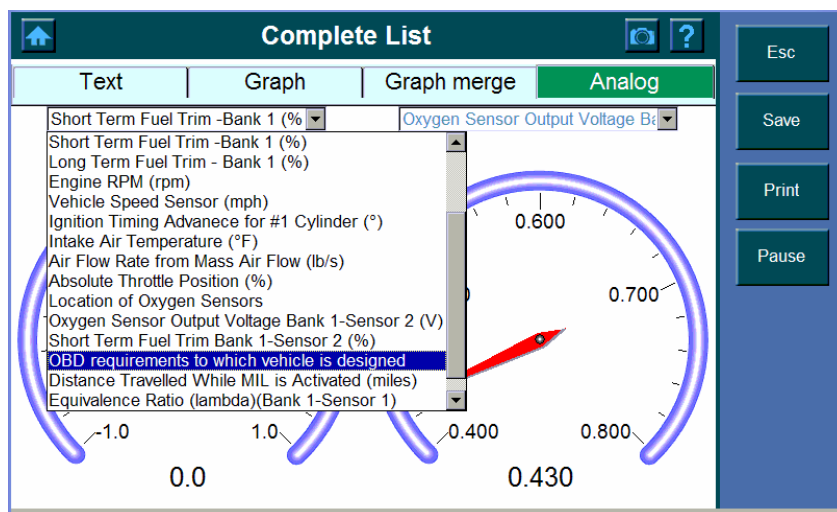 Complete List
?
Esc
Text
Graph
Graph merge
Analog
Short Term Fuel Trim -Bank 1 (%
Oxygen Sensor Output Voltage Ba
Save
Short Term Fuel Trim -Bank 1 (%)
Long Term Fuel Trim - Bank 1 (%)
Engine RPM (rpm)
Vehicle Speed Sensor (mph)
Print
Ignition Timing Advanece for #1 Cylinder (°)
0.600
Intake Air Temperature (°F)
Pause
Air Flow Rate from Mass Air Flow (lb/s)
Absolute Throttle Position (%)
Location of Oxygen Sensors
0.700
Oxygen Sensor Output Voltage Bank 1-Sensor 2 (V)
Short Term Fuel Trim Bank 1-Sensor 2 (%)
OBD requirements to which vehicle is designed
Distance Travelled While MIL is Activated (miles)
Equivalence Ratio (lambda)(Bank 1-Sensor 1)
-1.0
1.0
0.400
0.800
0.0
0.430